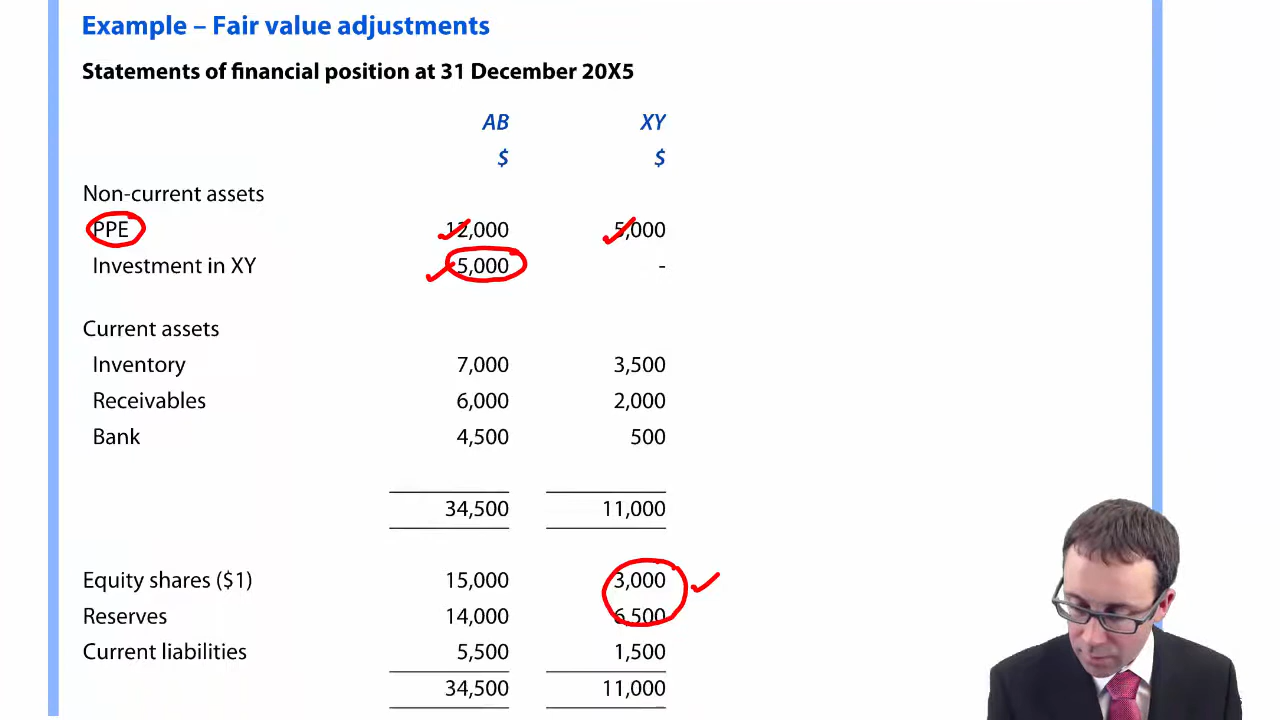 Example – Fair value adjustments
Statements of financial position at 31 December 20X5
AB XY
$ $
Non-current assets
PPE 12,000 5,000
Investment in XY 5,000 -
Current assets
Inventory 7,000 3,500
Receivables 6,000 2,000
Bank 4,500 500
34,500 11,000
Equity shares ($1) 15,000 3,000
Reserves 14,000 6,500
Current liabilities 5,500 1,500
34,500 11,000